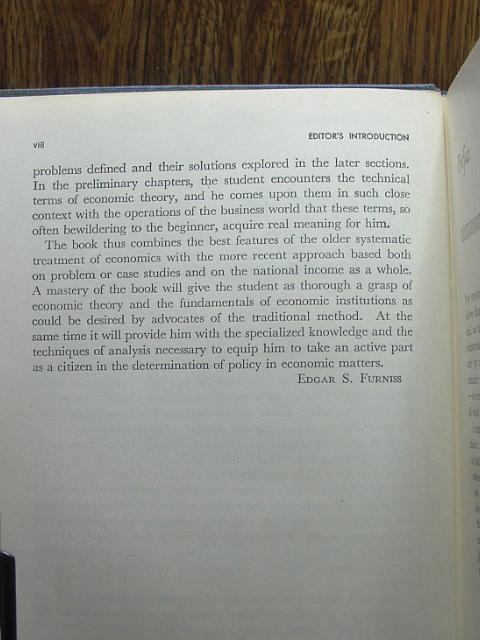 viii
EDITOR'S INTRODUCTION
problems defined and their solutions explored in the later sections.
In the preliminary chapters, the student encounters the technical
terms of economic theory, and he comes upon them in such close
context with the operations of the business world that these terms, so
often bewildering to the beginner, acquire real meaning for him.
The book thus combines the best features of the older systematic
treatment of economics with the more recent approach based both
on problem or case studies and on the national income as a whole.
A mastery of the book will give the student as thorough a grasp of
economic theory and the fundamentals of economic institutions as
could be desired by advocates of the traditional method. At the
same time it will provide him with the specialized knowledge and the
techniques of analysis necessary to equip him to take an active part
as a citizen in the determination of policy in economic matters.
EDGAR S. FURNISS